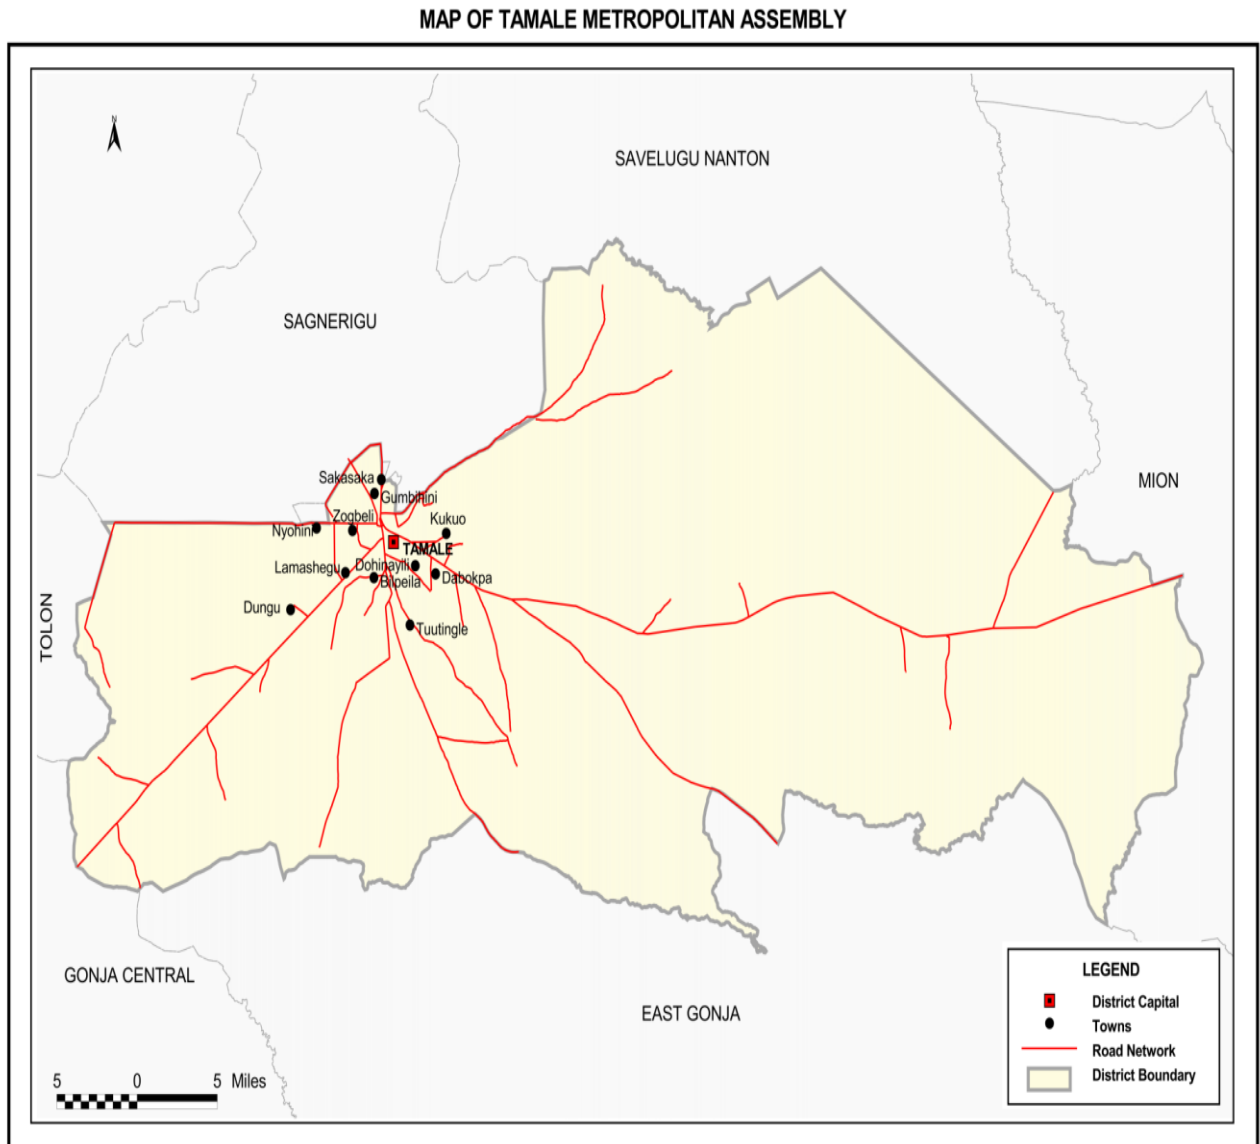 MAP OF TAMALE METROPOLITAN ASSEMBLY
N
SAVELUGU NANTON
SAGNERIGU
MION
Sakasaka
Gumbihini
Zogbeli
Kukuo
Nyohini
TAMALE
Lamashegu
Dohinayili
Bilpeila
Dabokpa
Dungu
Tuutingle
TOLON
GONJA CENTRAL
EAST GONJA
LEGEND
District Capital
Towns
Road Network
District Boundary
5 0 5 Miles